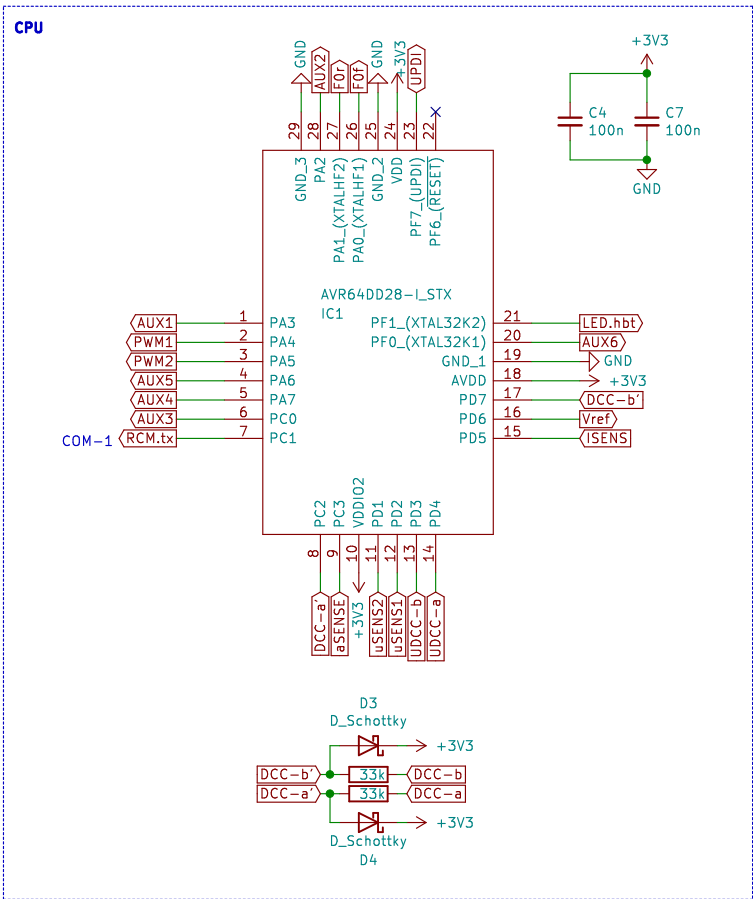 CPU
+3V3
C4
100n
C7
100n
GND
GND
AUX2
F0r
F0f
GND
+3V3
UPDI
29
28
27
26
25
24
23
22
GND_3
PA2
PA1_(XTALHF2)
PA0_(XTALHF1)
GND_2
VDD
PF7_(UPDI)
PF6_(RESET)
AVR64DD28-I_STX
IC1
AUX1 1 PA3
PWM1 2 PA4
PWM2 3 PA5
AUX5 4 PA6
AUX4 5 PA7
AUX3 6 PC0
COM-1 RCM.tx 7 PC1
PF1_(XTAL32K2) 21 LED.hbt
PF0_(XTAL32K1) 20 AUX6
GND_1 19 GND
AVDD 18 +3V3
PD7 17 DCC-b'
PD6 16 Vref
PD5 15 ISENS
PC2
PC3
VDDIO2
PD1
PD2
PD3
PD4
8
9
10
11
12
13
14
DCC-a'
aSENSE
+3V3
uSENS2
uSENS1
UDCC-b
UDCC-a
D3
D_Schottky
+3V3
DCC-b' 33k DCC-b
DCC-a' 33k DCC-a
+3V3
D_Schottky
D4